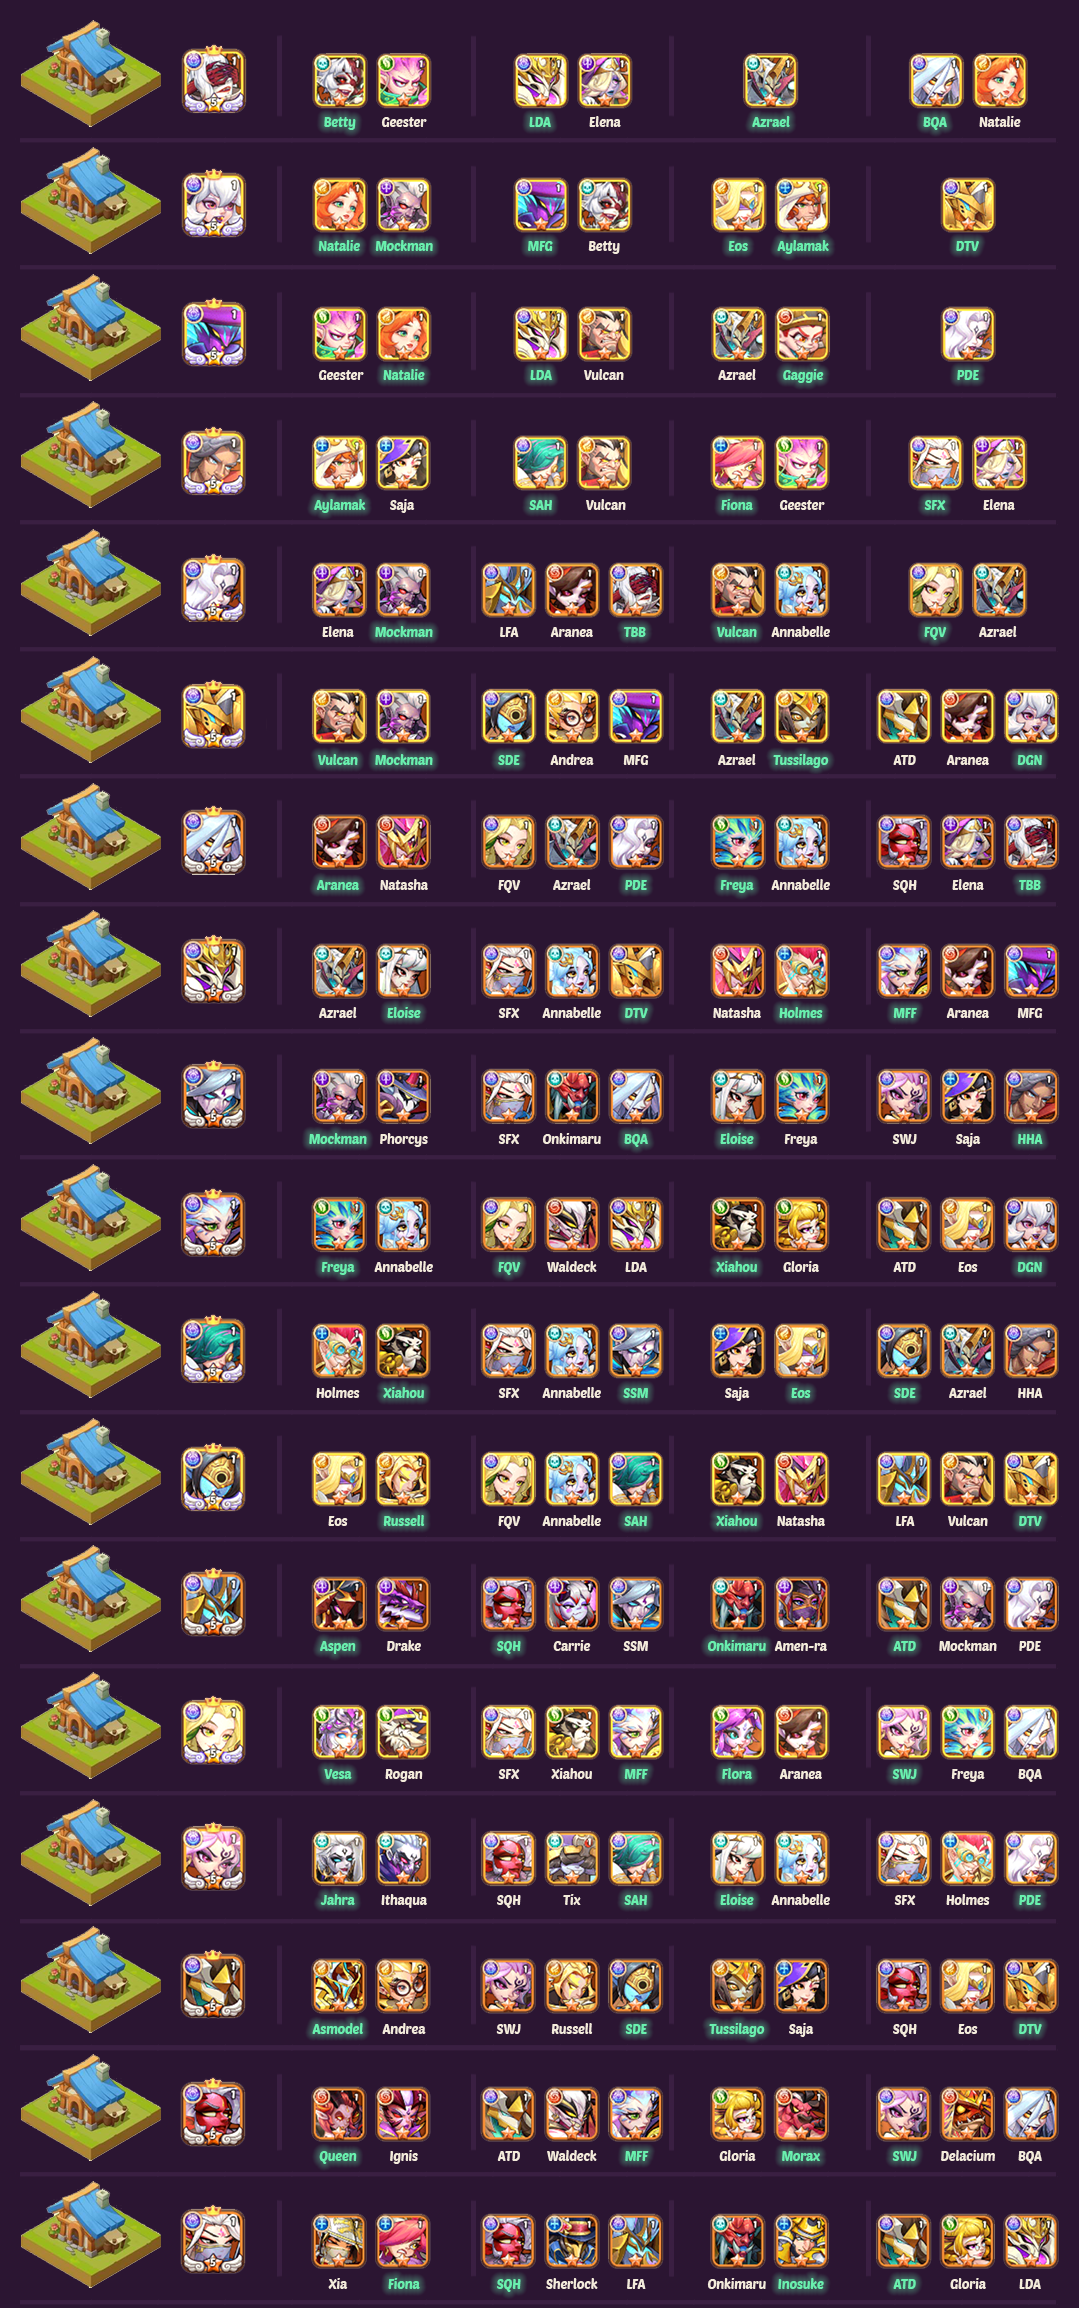 Betty Geester LDA Elena Azrael BQA Natalie
Natalie Mockman MFG Betty Eos Aylamak DTV
Geester Natalie LDA Vulcan Azrael Gaggie PDE
Aylamak Saja SAH Vulcan Fiona Geester SFX Elena
Elena Mockman LFA Aranea TBB Vulcan Annabelle FQV Azrael
Vulcan Mockman SDE Andrea MFG Azrael Tussilago ATD Aranea DGN
Aranea Natasha FQV Azrael PDE Freya Annabelle SQH Elena TBB
Azrael Eloise SFX Annabelle DTV Natasha Holmes MFF Aranea MFG
Mockman Phorcys SFX Onkimaru BQA Eloise Freya SWJ Saja HHA
Freya Annabelle FQV Waldeck LDA Xiahou Gloria ATD Eos DGN
Holmes Xiahou SFX Annabelle SSM Saja Eos SDE Azrael HHA
Eos Russell FQV Annabelle SAH Xiahou Natasha LFA Vulcan DTV
Aspen Drake SQH Carrie SSM Onkimaru Amen-ra ATD Mockman PDE
Vesa Rogan SFX Xiahou MFF Flora Aranea SWJ Freya BQA
Jahra Ithaqua SQH Tix SAH Eloise Annabelle SFX Holmes PDE
Asmodel Andrea SWJ Russell SDE Tussilago Saja SQH Eos DTV
Queen Ignis ATD Waldeck MFF Gloria Morax SWJ Delacium BQA
Xia Fiona SQH Sherlock LFA Onkimaru Inosuke ATD Gloria LDA